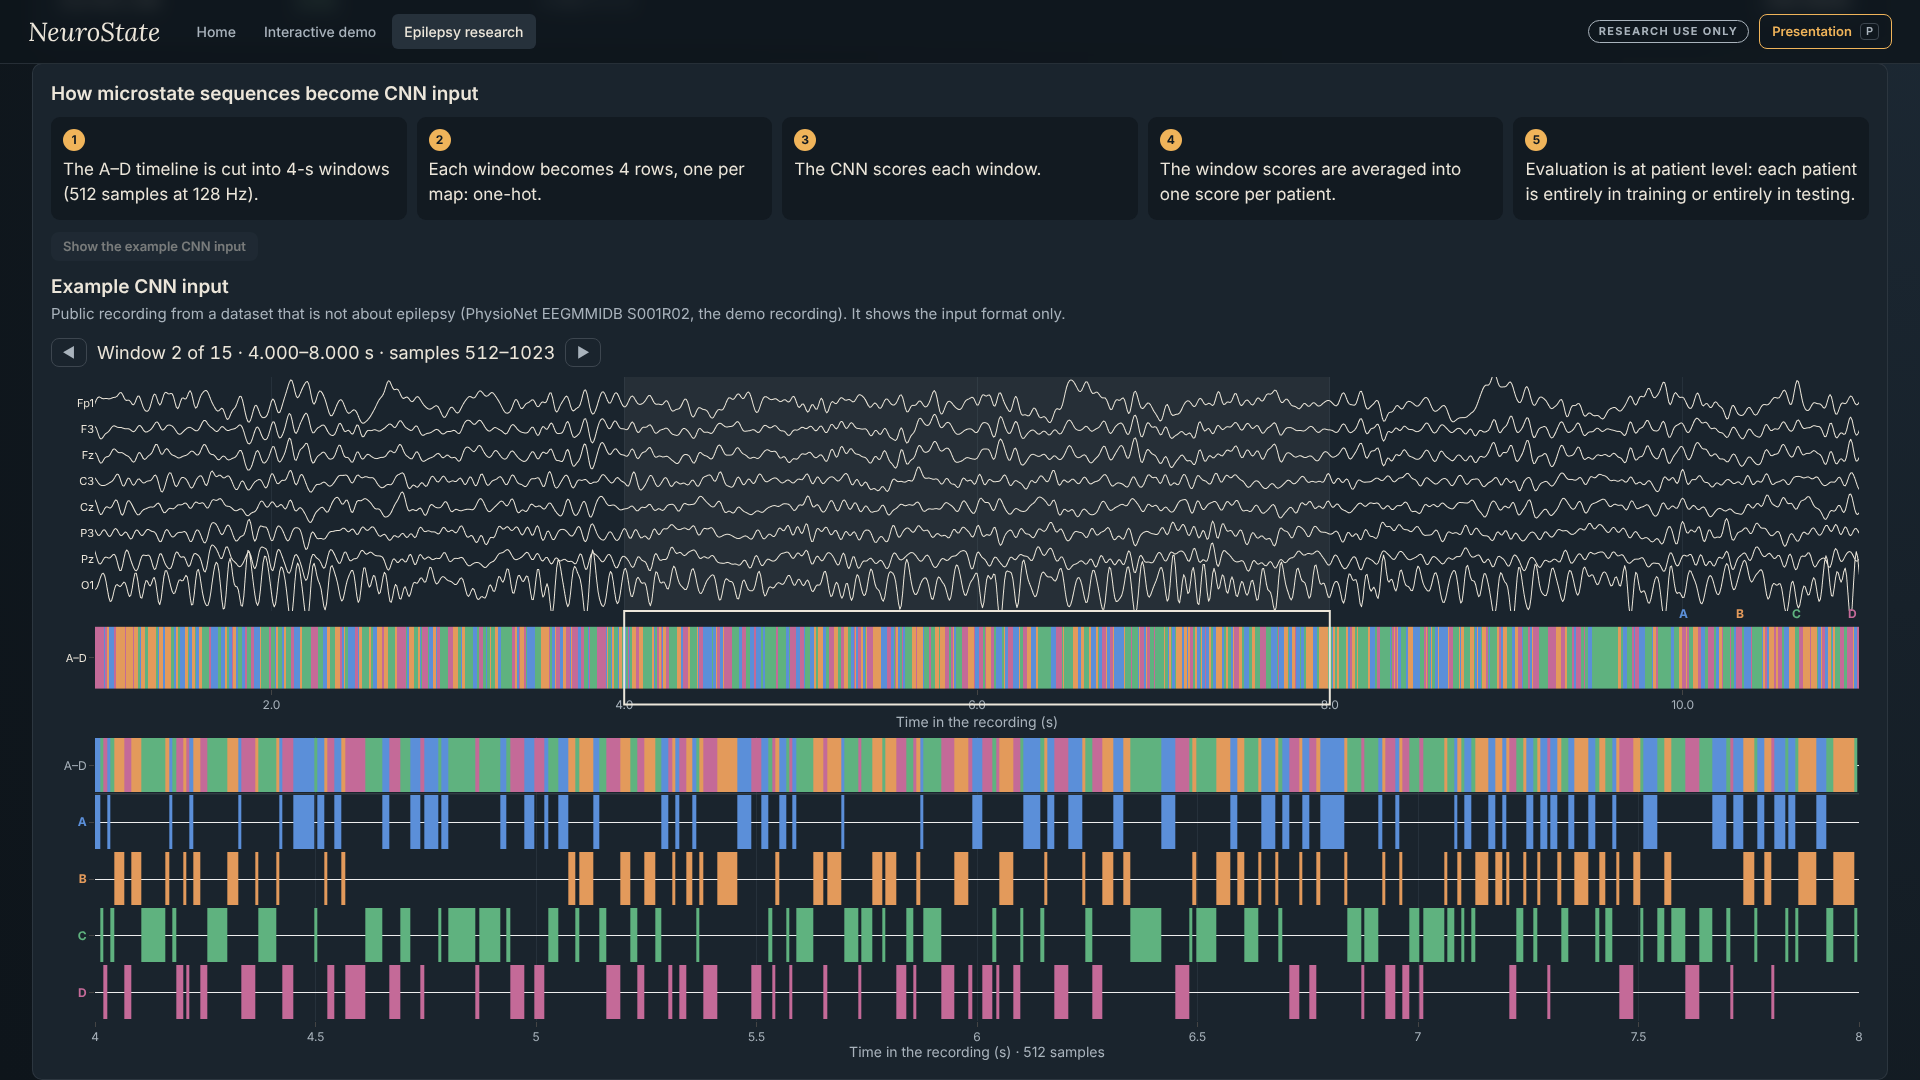 NeuroState
Home
Interactive demo
Epilepsy research
RESEARCH USE ONLY
Presentation P
How microstate sequences become CNN input
1
The A–D timeline is cut into 4-s windows
(512 samples at 128 Hz).
2
Each window becomes 4 rows, one per
map: one-hot.
3
The CNN scores each window.
4
The window scores are averaged into
one score per patient.
5
Evaluation is at patient level: each patient
is entirely in training or entirely in testing.
Show the example CNN input
Example CNN input
Public recording from a dataset that is not about epilepsy (PhysioNet EEGMMIDB S001R02, the demo recording). It shows the input format only.
Window 2 of 15 · 4.000–8.000 s · samples 512–1023
Fp1
F3
Fz
C3
Cz
P3
Pz
O1
A B C D
A–D
2.0 4.0 6.0 8.0 10.0
Time in the recording (s)
A–D
A
B
C
D
4 4.5 5 5.5 6 6.5 7 7.5 8
Time in the recording (s) · 512 samples